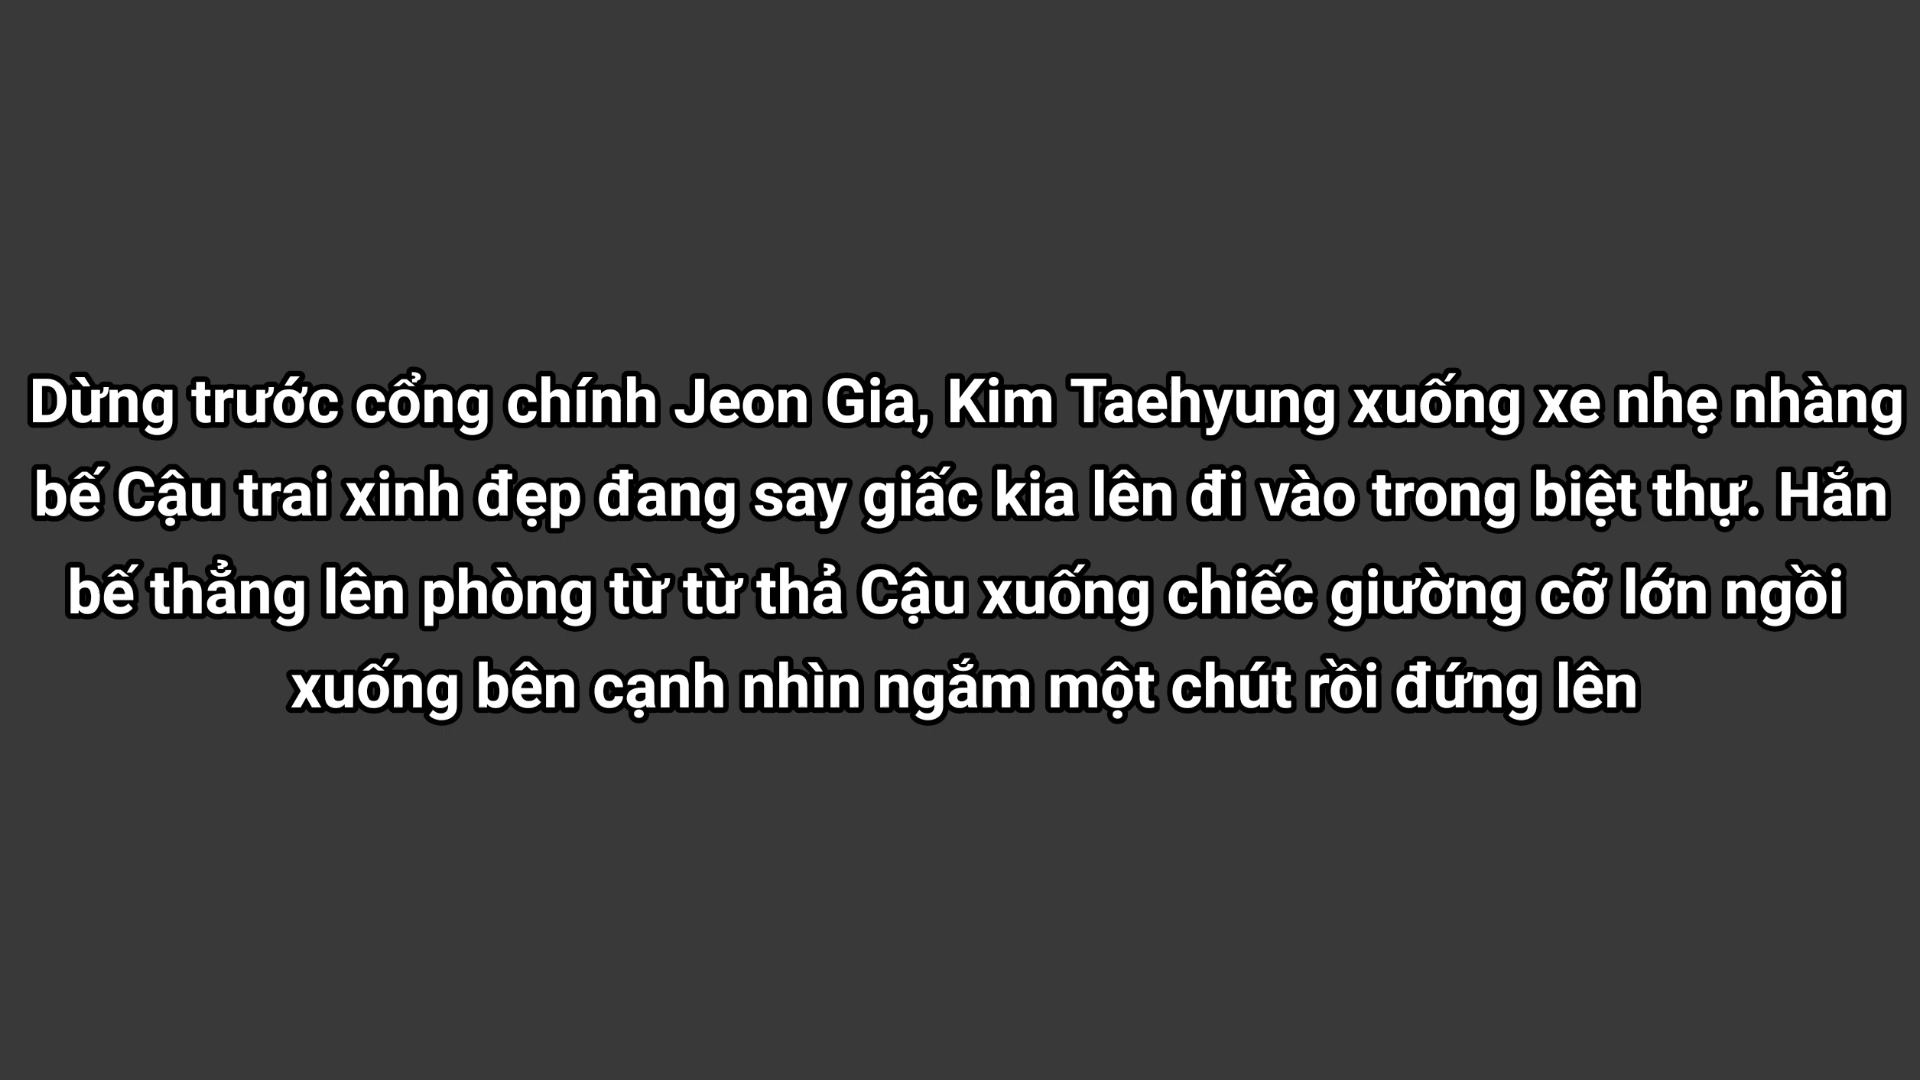 Dừng trước cổng chính Jeon Gia, Kim Taehyung xuống xe nhẹ nhàng
bế Cậu trai xinh đẹp đang say giấc kia lên đi vào trong biệt thự. Hắn
bế thẳng lên phòng từ từ thả Cậu xuống chiếc giường cỡ lớn ngồi
xuống bên cạnh nhìn ngắm một chút rồi đứng lên